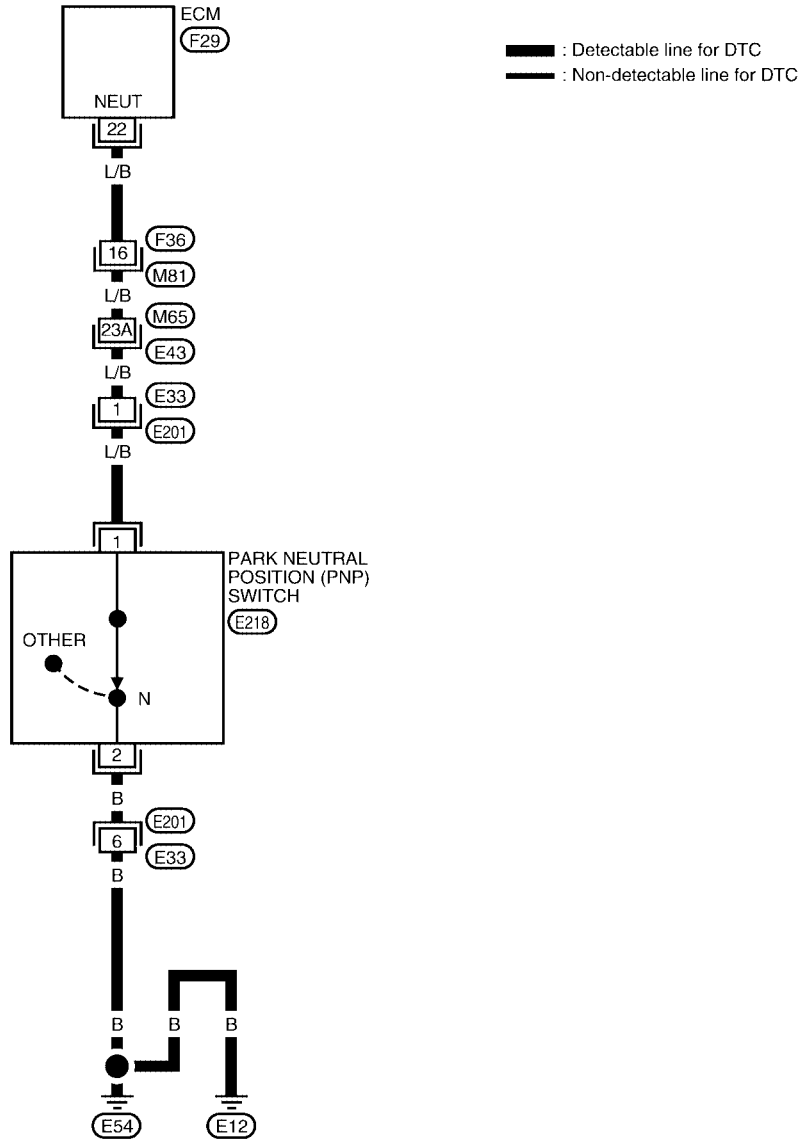 ECM
F29
: Detectable line for DTC
: Non-detectable line for DTC
NEUT
22
L/B
F36
16
M81
L/B
M65
23A
E43
L/B
E33
1
E201
L/B
1
PARK NEUTRAL
POSITION (PNP)
SWITCH
E218
OTHER
N
2
B
E201
6
E33
B
B B B
E54 E12